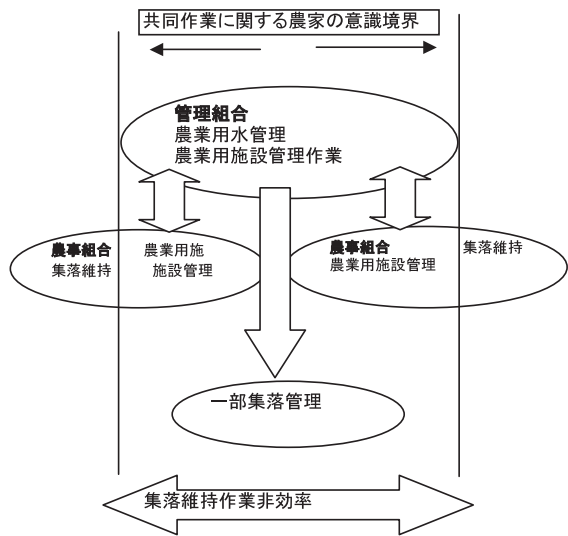 共同作業に関する農家の意識境界
管理組合
農業用水管理
農業用施設管理作業
農事組合
集落維持
農業用施
施設管理
農事組合
農業用施設管理
集落維持
一部集落管理
集落維持作業非効率